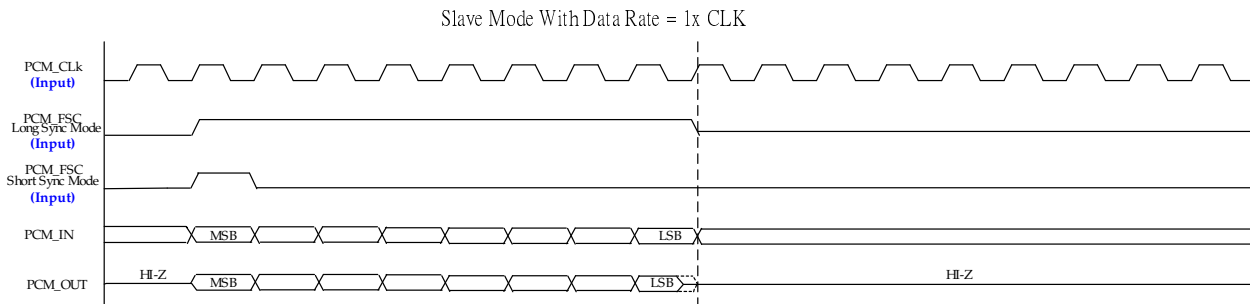 Slave Mode With Data Rate = 1x CLK
PCM_CLk
(Input)
PCM_FSC
Long Sync Mode
(Input)
PCM_FSC
Short Sync Mode
(Input)
PCM_IN
MSB
LSB
PCM_OUT
HI-Z
MSB
LSB
HI-Z